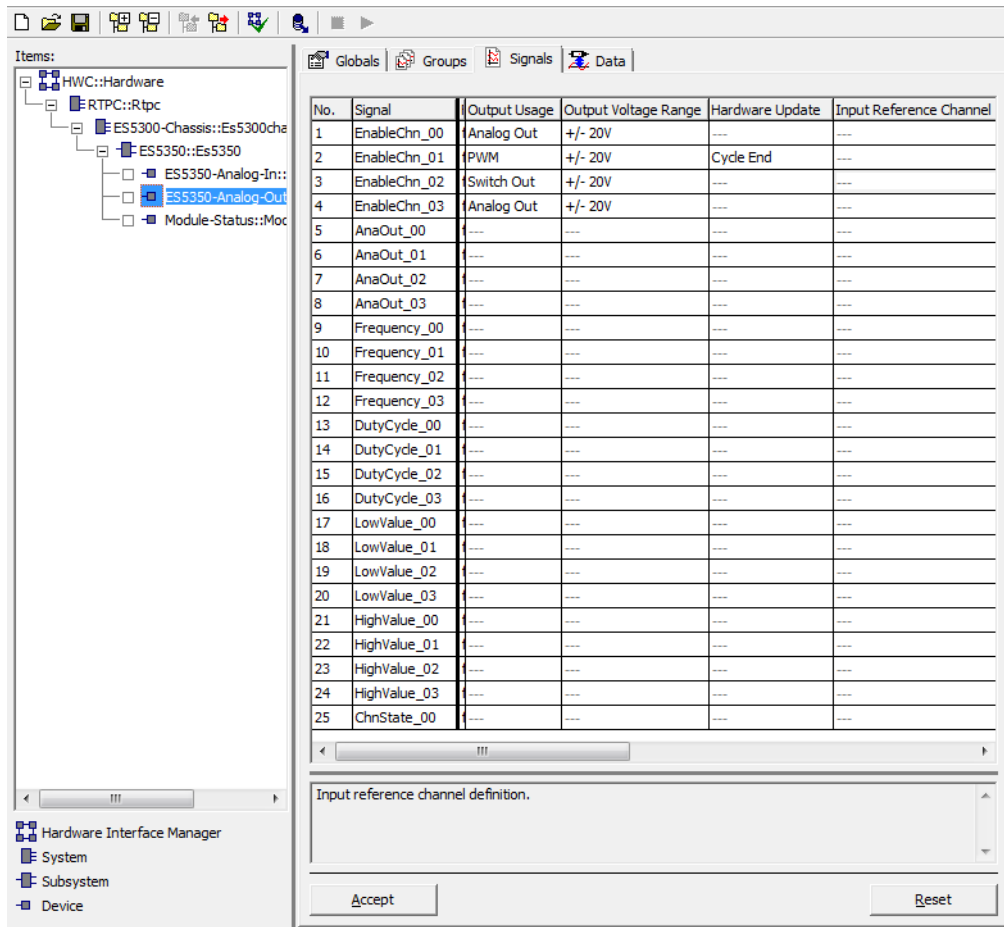 Items:
HWC::Hardware
RTPC::Rtpc
ES5300-Chassis::Es5300cha
ES5350::Es5350
ES5350-Analog-In::
ES5350-Analog-Out
Module-Status::Moc
Hardware Interface Manager
System
Subsystem
Device
Globals Groups Signals Data
No. Signal Output Usage Output Voltage Range Hardware Update Input Reference Channel
1 EnableChn_00 Analog Out +/- 20V --- ---
2 EnableChn_01 PWM +/- 20V Cycle End ---
3 EnableChn_02 Switch Out +/- 20V --- ---
4 EnableChn_03 Analog Out +/- 20V --- ---
5 AnaOut_00 --- --- --- ---
6 AnaOut_01 --- --- --- ---
7 AnaOut_02 --- --- --- ---
8 AnaOut_03 --- --- --- ---
9 Frequency_00 --- --- --- ---
10 Frequency_01 --- --- --- ---
11 Frequency_02 --- --- --- ---
12 Frequency_03 --- --- --- ---
13 DutyCycle_00 --- --- --- ---
14 DutyCycle_01 --- --- --- ---
15 DutyCycle_02 --- --- --- ---
16 DutyCycle_03 --- --- --- ---
17 LowValue_00 --- --- --- ---
18 LowValue_01 --- --- --- ---
19 LowValue_02 --- --- --- ---
20 LowValue_03 --- --- --- ---
21 HighValue_00 --- --- --- ---
22 HighValue_01 --- --- --- ---
23 HighValue_02 --- --- --- ---
24 HighValue_03 --- --- --- ---
25 ChnState_00 --- --- --- ---
Input reference channel definition.
Accept Reset